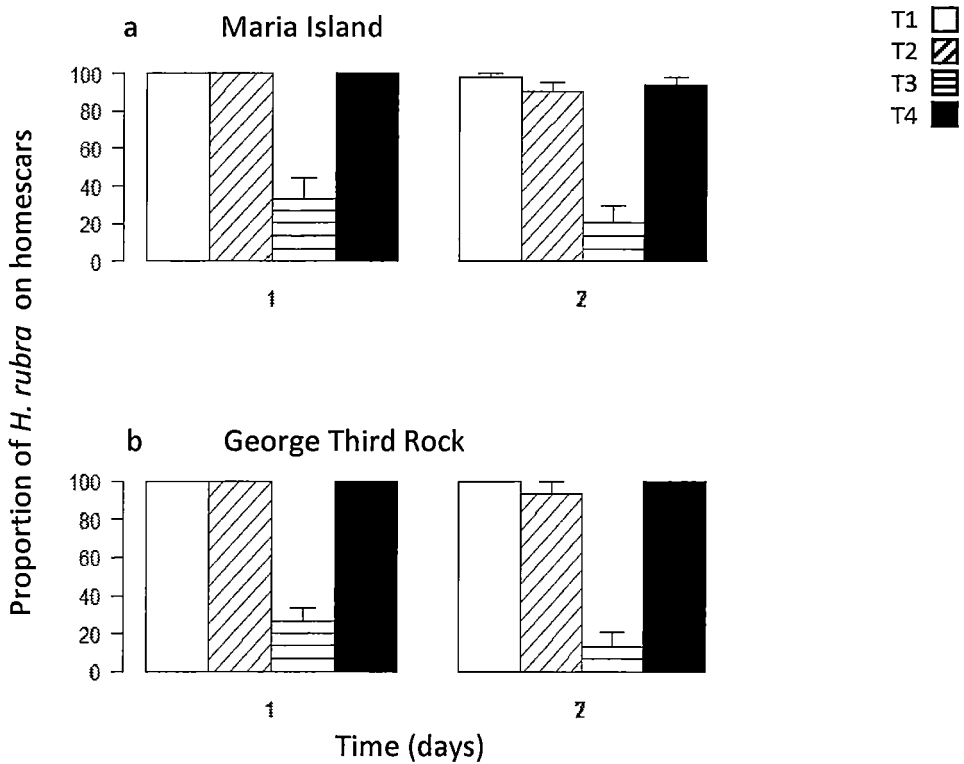 a Maria Island
T1
T2
T3
T4
100
80
60
40
20
0
1 2
Proportion of H. rubra on homescars
b George Third Rock
100
80
60
40
20
0
1 2
Time (days)